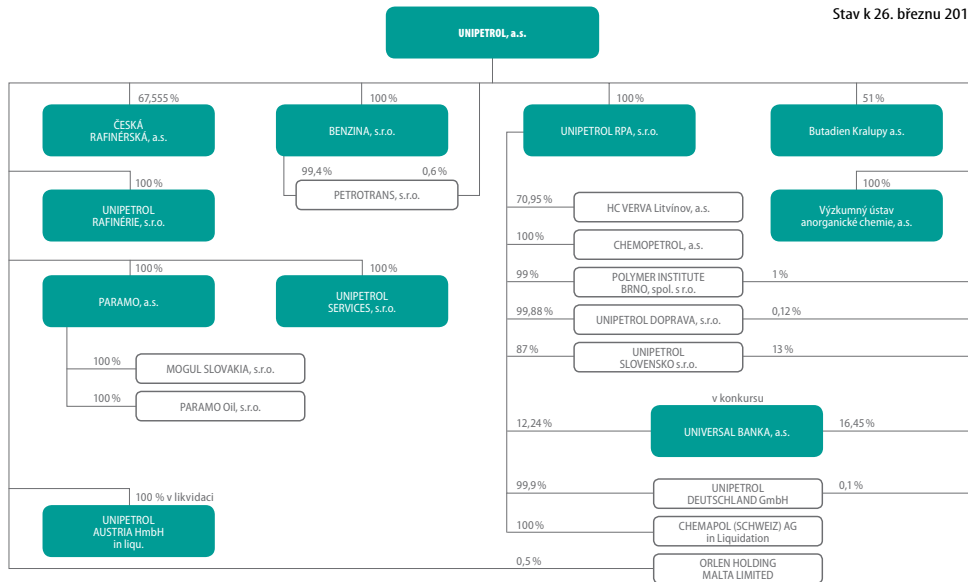 Stav k 26. březnu 201
UNIPETROL, a.s.
67,555 %
100 %
100 %
51 %
ČESKÁ
RAFINÉRSKÁ, a.s.
BENZINA, s.r.o.
UNIPETROL RPA, s.r.o.
Butadien Kralupy a.s.
99,4 %
0,6 %
PETROTRANS, s.r.o.
100 %
UNIPETROL
RAFINÉRIE, s.r.o.
100 %
Výzkumný ústav
anorganické chemie, a.s.
70,95 %
HC VERVA Litvínov, a.s.
100 %
CHEMOPETROL, a.s.
100 %
PARAMO, a.s.
100 %
UNIPETROL
SERVICES, s.r.o.
99 %
POLYMER INSTITUTE
BRNO, spol. s r.o.
1 %
99,88 %
UNIPETROL DOPRAVA, s.r.o.
0,12 %
87 %
UNIPETROL
SLOVENSKO s.r.o.
13 %
100 %
MOGUL SLOVAKIA, s.r.o.
100 %
PARAMO Oil, s.r.o.
v konkursu
12,24 %
UNIVERSAL BANKA, a.s.
16,45 %
99,9 %
UNIPETROL
DEUTSCHLAND GmbH
0,1 %
100 % v likvidaci
UNIPETROL
AUSTRIA HmbH
in liqu.
100 %
CHEMAPOL (SCHWEIZ) AG
in Liquidation
0,5 %
ORLEN HOLDING
MALTA LIMITED